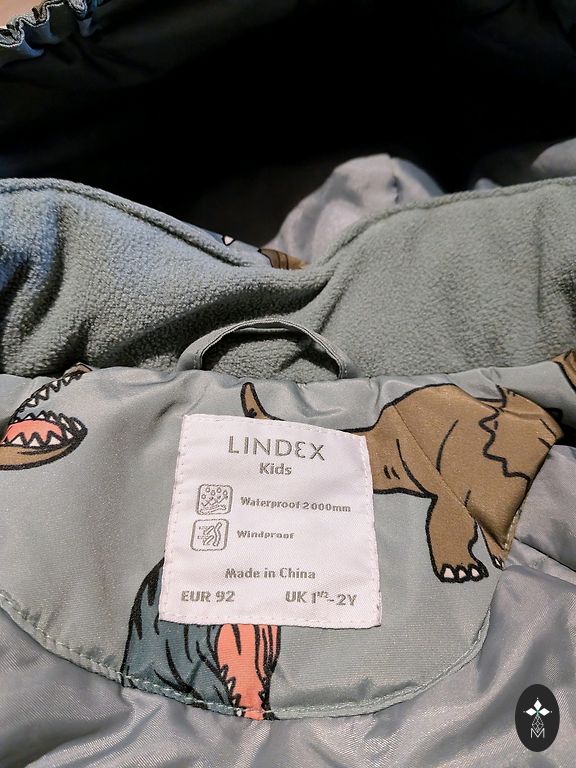 LINDEX
Kids
Waterproof 2000mm
Windproof
Made in China
EUR 92 UK 1½-2Y
M